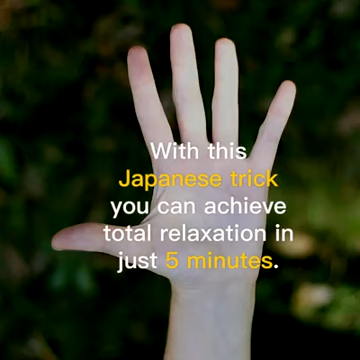 With this
Japanese trick
you can achieve
total relaxation in
just 5 minutes.